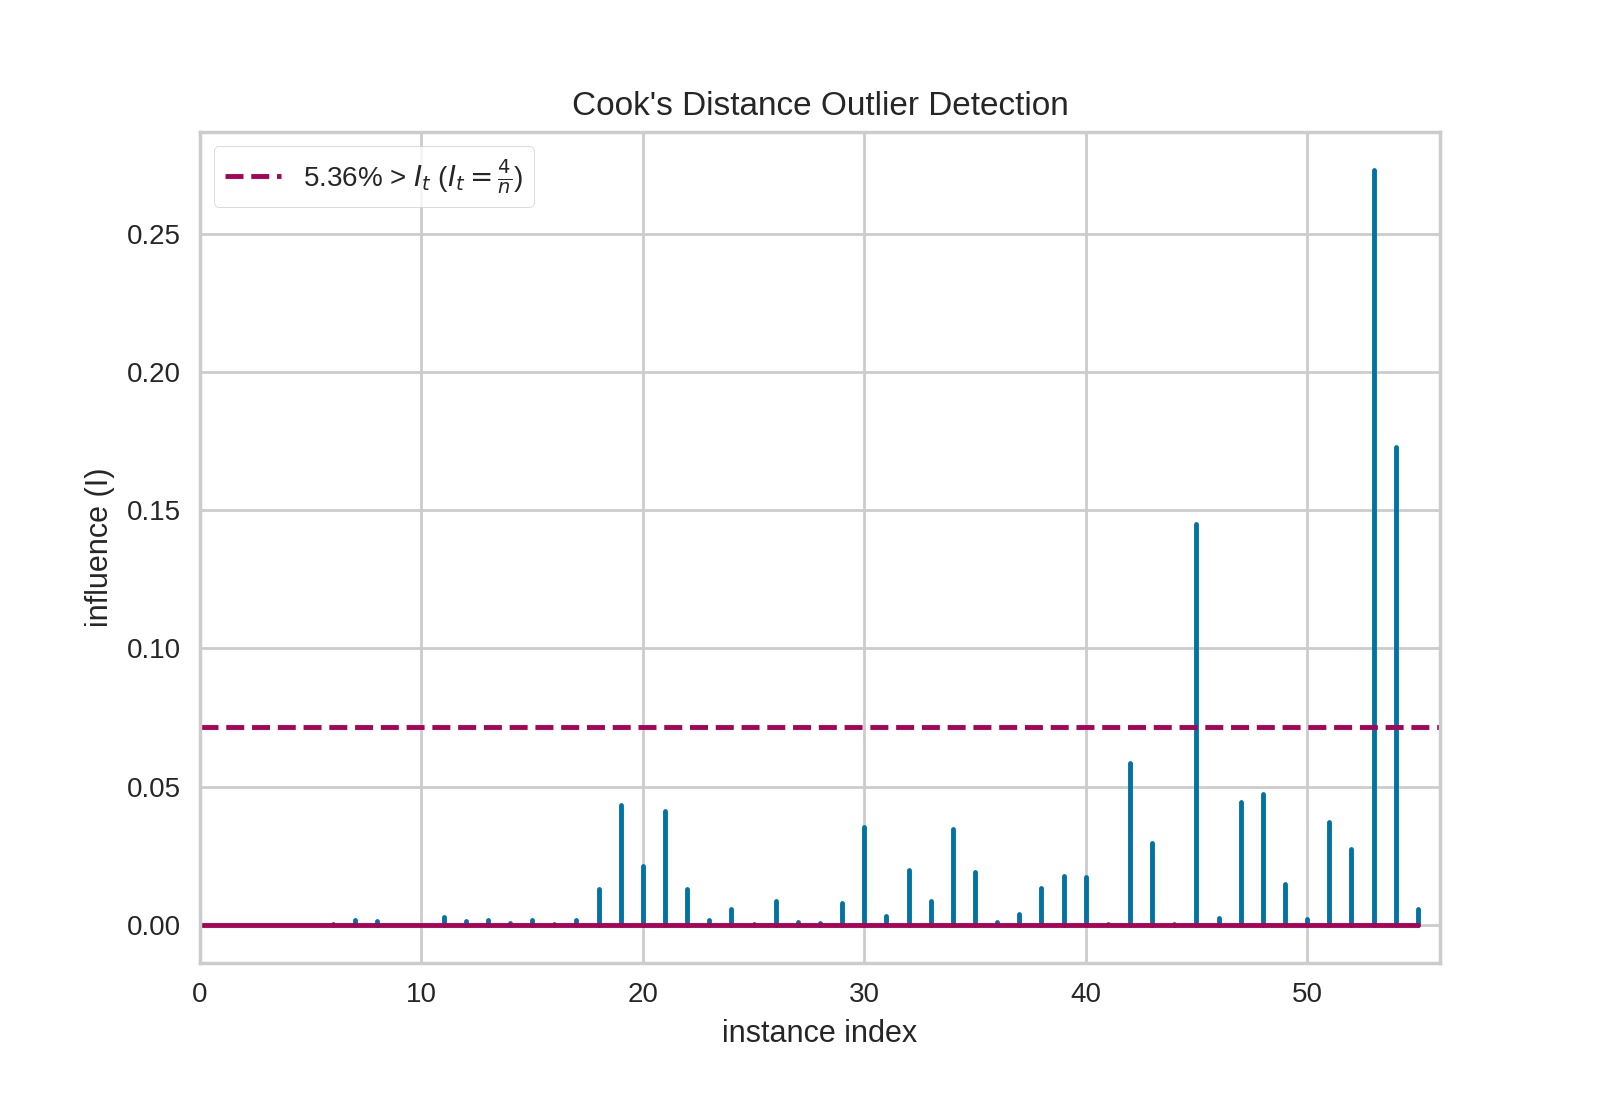 Cook's Distance Outlier Detection
5.36% > I_t (I_t = 4/n)
0.25
0.20
0.15
0.10
0.05
0.00
influence (I)
0 10 20 30 40 50
instance index